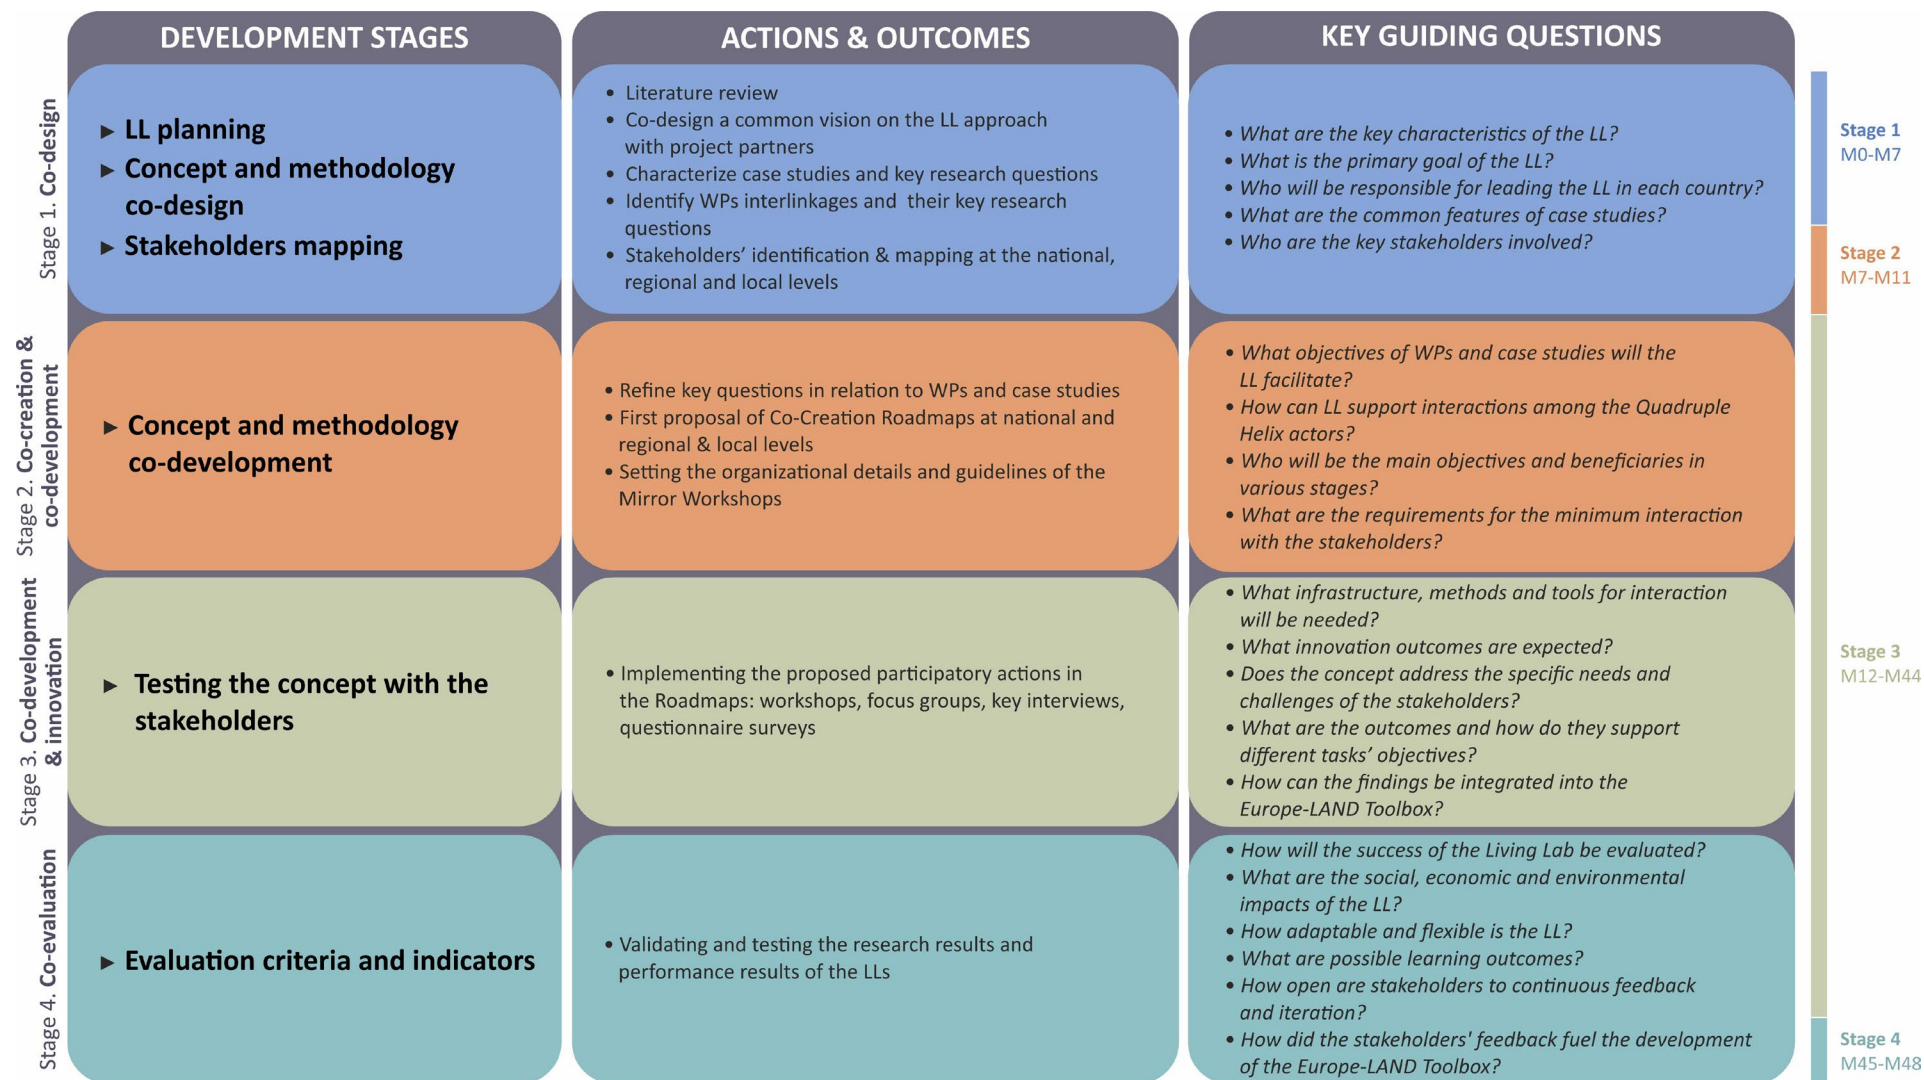 DEVELOPMENT STAGES
ACTIONS & OUTCOMES
KEY GUIDING QUESTIONS
Stage 1. Co-design
► LL planning
► Concept and methodology
co-design
► Stakeholders mapping
• Literature review
• Co-design a common vision on the LL approach
with project partners
• Characterize case studies and key research questions
• Identify WPs interlinkages and their key research
questions
• Stakeholders’ identification & mapping at the national,
regional and local levels
• What are the key characteristics of the LL?
• What is the primary goal of the LL?
• Who will be responsible for leading the LL in each country?
• What are the common features of case studies?
• Who are the key stakeholders involved?
Stage 2. Co-creation &
co-development
► Concept and methodology
co-development
• Refine key questions in relation to WPs and case studies
• First proposal of Co-Creation Roadmaps at national and
regional & local levels
• Setting the organizational details and guidelines of the
Mirror Workshops
• What objectives of WPs and case studies will the
LL facilitate?
• How can LL support interactions among the Quadruple
Helix actors?
• Who will be the main objectives and beneficiaries in
various stages?
• What are the requirements for the minimum interaction
with the stakeholders?
Stage 3. Co-development
& innovation
► Testing the concept with the
stakeholders
• Implementing the proposed participatory actions in
the Roadmaps: workshops, focus groups, key interviews,
questionnaire surveys
• What infrastructure, methods and tools for interaction
will be needed?
• What innovation outcomes are expected?
• Does the concept address the specific needs and
challenges of the stakeholders?
• What are the outcomes and how do they support
different tasks’ objectives?
• How can the findings be integrated into the
Europe-LAND Toolbox?
Stage 4. Co-evaluation
► Evaluation criteria and indicators
• Validating and testing the research results and
performance results of the LLs
• How will the success of the Living Lab be evaluated?
• What are the social, economic and environmental
impacts of the LL?
• How adaptable and flexible is the LL?
• What are possible learning outcomes?
• How open are stakeholders to continuous feedback
and iteration?
• How did the stakeholders' feedback fuel the development
of the Europe-LAND Toolbox?
Stage 1
M0-M7
Stage 2
M7-M11
Stage 3
M12-M44
Stage 4
M45-M48